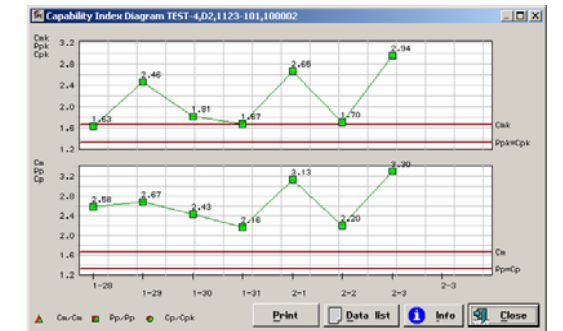 Capability Index Diagram TEST-4,D2,1123-101,100002
Cmk
Ppk
Cpk
3.2
2.8
2.4
2.0
1.6
1.2
1.63
2.46
1.81
1.67
2.65
1.70
2.94
Cmk
Ppk=Cpk
Cm
Pp
Cp
3.2
2.8
2.4
2.0
1.6
1.2
2.58
2.67
2.43
2.16
3.13
2.20
3.30
Cm
Pp=Cp
1-28
1-29
1-30
1-31
2-1
2-2
2-3
2-3
Cm/Cm Pp/Pp Cp/Cpk
Print Data list Info Close